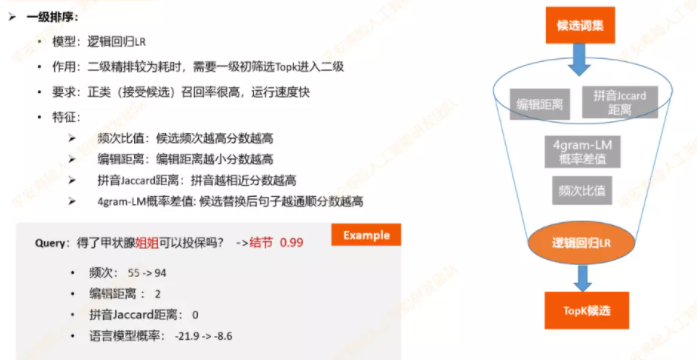 ➤ 一级排序:
• 模型: 逻辑回归LR
• 作用: 二级精排较为耗时,需要一级初筛Topk进入二级
• 要求: 正类 (接受候选) 召回率很高,运行速度快
• 特征:
➤ 频次比值: 候选频次越高分数越高
➤ 编辑距离: 编辑距离越小分数越高
➤ 拼音Jaccard距离: 拼音越相近分数越高
➤ 4gram-LM概率差值: 候选替换后句子越通顺分数越高
Query: 得了甲状腺姐姐可以投保吗? ->结节 0.99
Example
• 频次: 55 -> 94
• 编辑距离: 2
• 拼音Jaccard距离: 0
• 语言模型概率: -21.9 -> -8.6
候选词集
编辑距离
拼音Jccard
距离
4gram-LM
概率差值
频次比值
逻辑回归LR
TopK候选